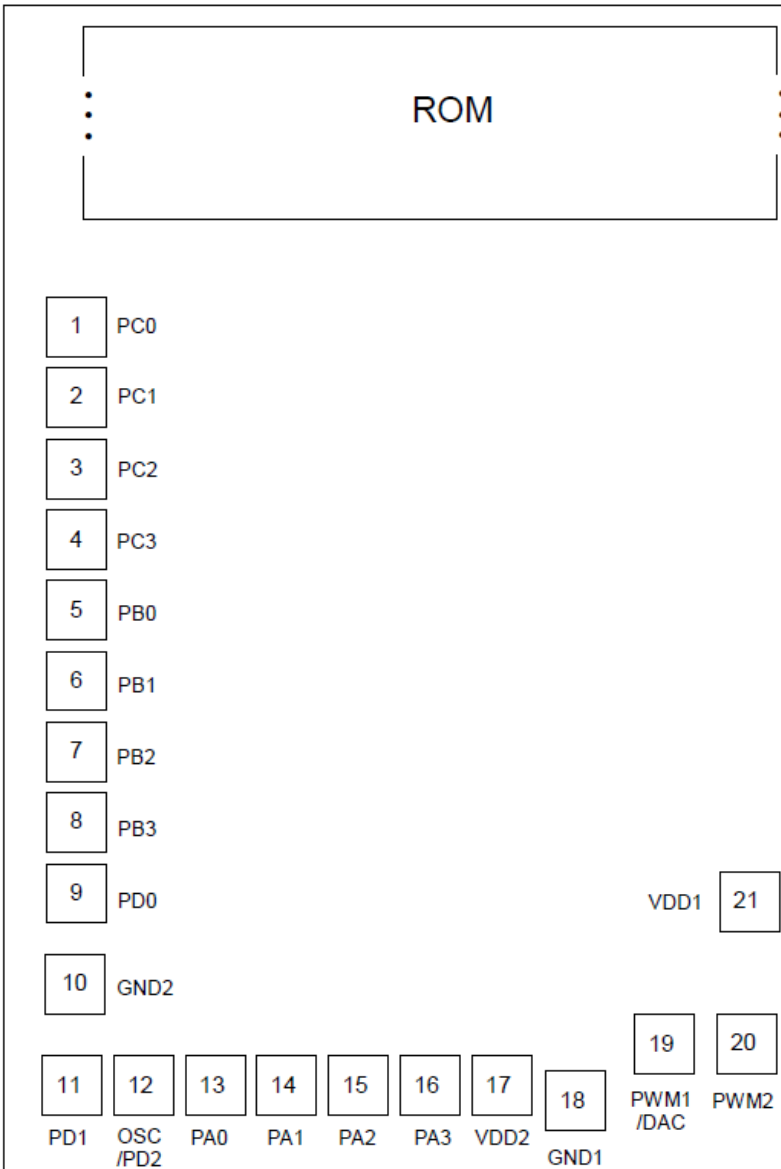 ROM
1 PC0
2 PC1
3 PC2
4 PC3
5 PB0
6 PB1
7 PB2
8 PB3
9 PD0
VDD1 21
10 GND2
19 20
PWM1 PWM2
/DAC
11 12 13 14 15 16 17 18
PD1 OSC PA0 PA1 PA2 PA3 VDD2 GND1
/PD2